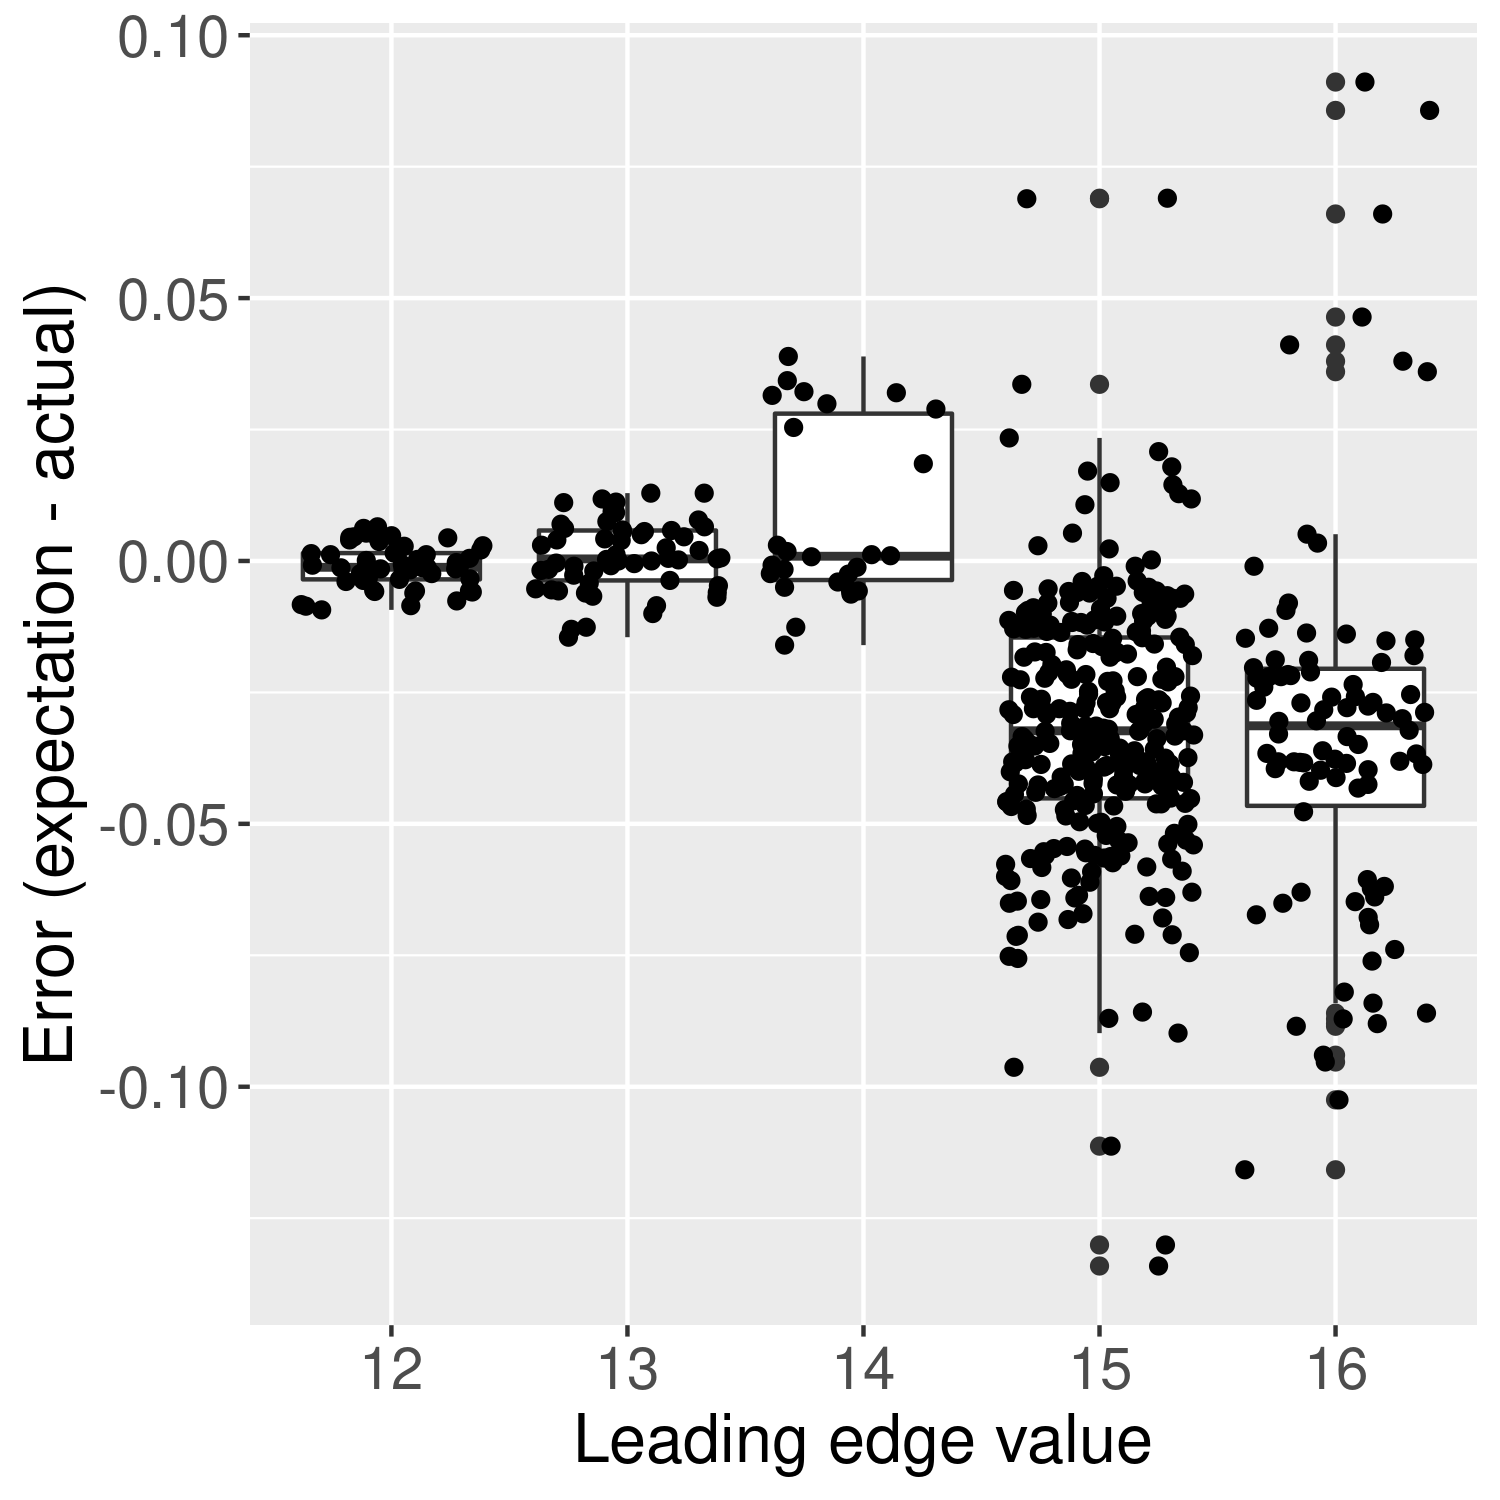 Error (expectation - actual)
0.10
0.05
0.00
-0.05
-0.10
12 13 14 15 16
Leading edge value